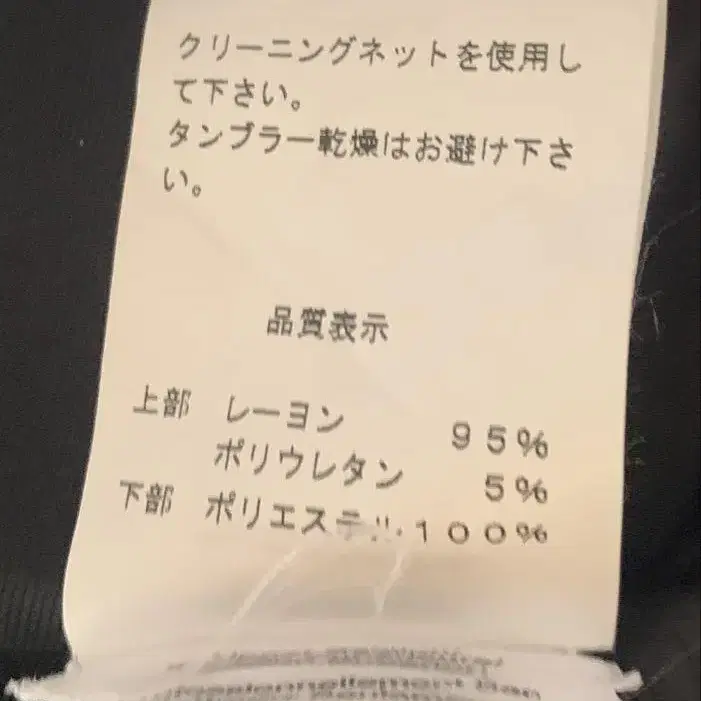 クリーニングネットを使用し
て下さい。
タンブラー乾燥はお避け下さ
い。
品質表示
上部 レーヨン 95%
ポリウレタン 5%
下部 ポリエステル 100%